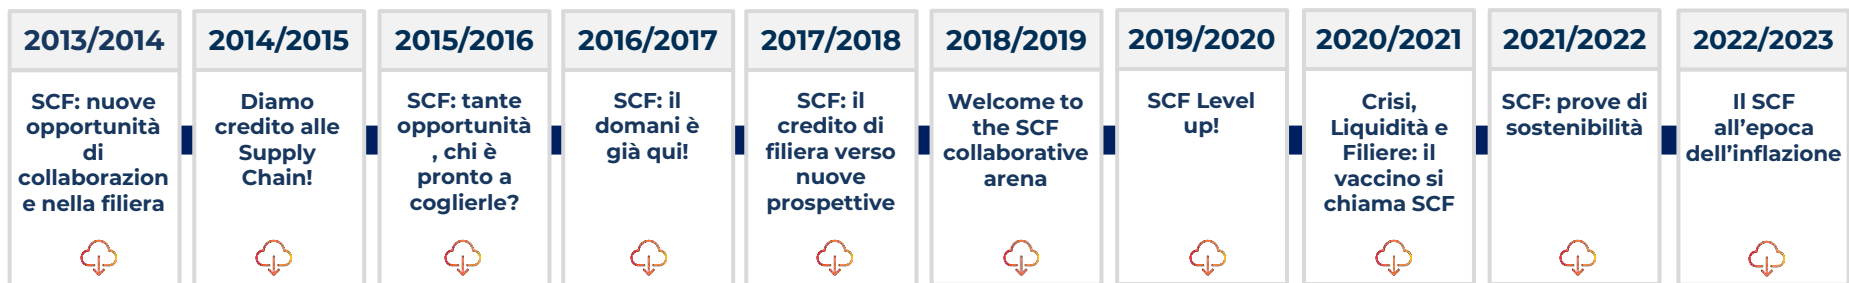 2013/2014
SCF: nuove
opportunità
di
collaborazion
e nella filiera
2014/2015
Diamo
credito alle
Supply
Chain!
2015/2016
SCF: tante
opportunità
, chi è
pronto a
coglierle?
2016/2017
SCF: il
domani è
già qui!
2017/2018
SCF: il
credito di
filiera verso
nuove
prospettive
2018/2019
Welcome to
the SCF
collaborative
arena
2019/2020
SCF Level
up!
2020/2021
Crisi,
Liquidità e
Filiere: il
vaccino si
chiama SCF
2021/2022
SCF: prove di
sostenibilità
2022/2023
Il SCF
all’epoca
dell’inflazione